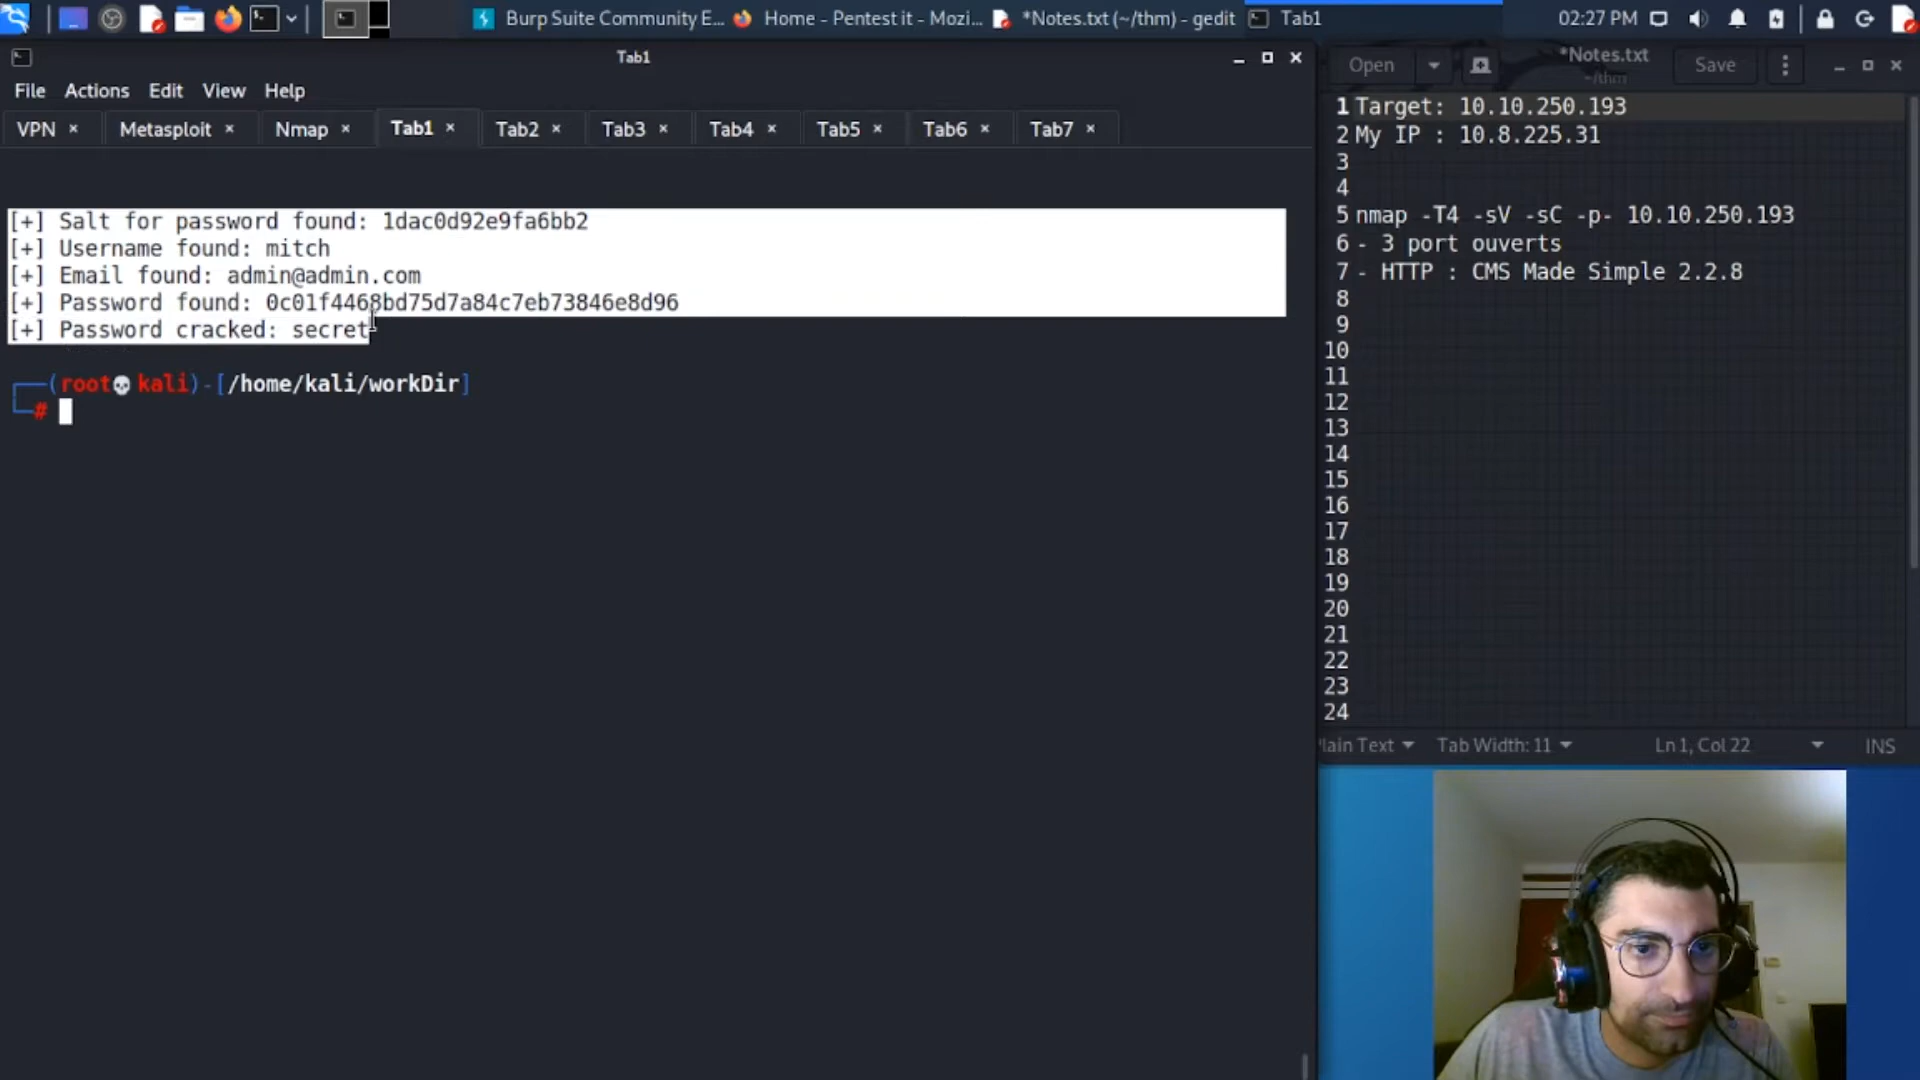 Burp Suite Community E...
Home - Pentest it - Mozi...
*Notes.txt (~/thm) - gedit
Tab1
02:27 PM
Tab1
File Actions Edit View Help
VPN × Metasploit × Nmap × Tab1 × Tab2 × Tab3 × Tab4 × Tab5 × Tab6 × Tab7 ×
[+] Salt for password found: 1dac0d92e9fa6bb2
[+] Username found: mitch
[+] Email found: admin@admin.com
[+] Password found: 0c01f4468bd75d7a84c7eb73846e8d96
[+] Password cracked: secret
(root💀kali)-[/home/kali/workDir]
#
Open
*Notes.txt
~/thm
Save
1 Target: 10.10.250.193
2 My IP : 10.8.225.31
3
4
5 nmap -T4 -sV -sC -p- 10.10.250.193
6 - 3 port ouverts
7 - HTTP : CMS Made Simple 2.2.8
8
9
10
11
12
13
14
15
16
17
18
19
20
21
22
23
24
lain Text Tab Width: 11 Ln 1, Col 22 INS